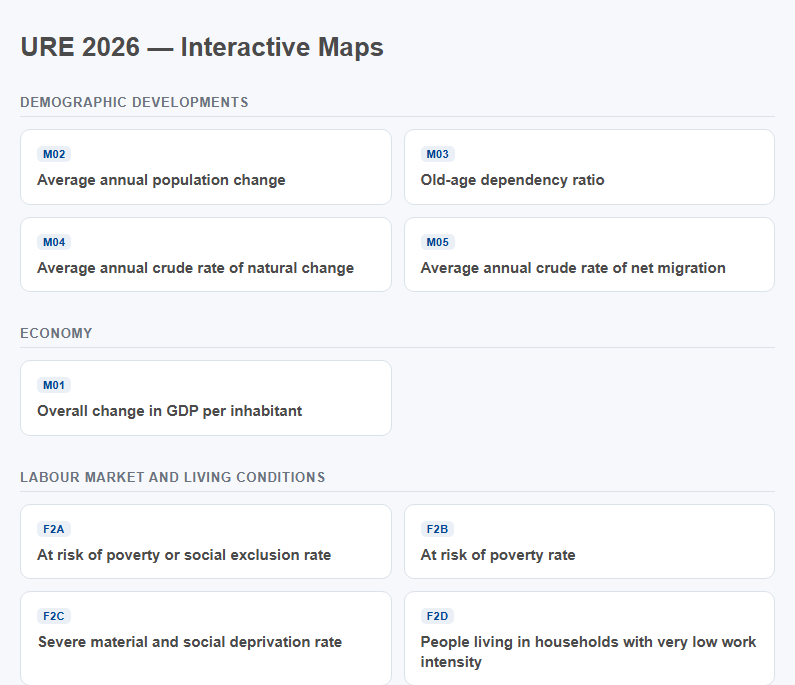 URE 2026 — Interactive Maps
DEMOGRAPHIC DEVELOPMENTS
M02
Average annual population change
M03
Old-age dependency ratio
M04
Average annual crude rate of natural change
M05
Average annual crude rate of net migration
ECONOMY
M01
Overall change in GDP per inhabitant
LABOUR MARKET AND LIVING CONDITIONS
F2A
At risk of poverty or social exclusion rate
F2B
At risk of poverty rate
F2C
Severe material and social deprivation rate
F2D
People living in households with very low work
intensity